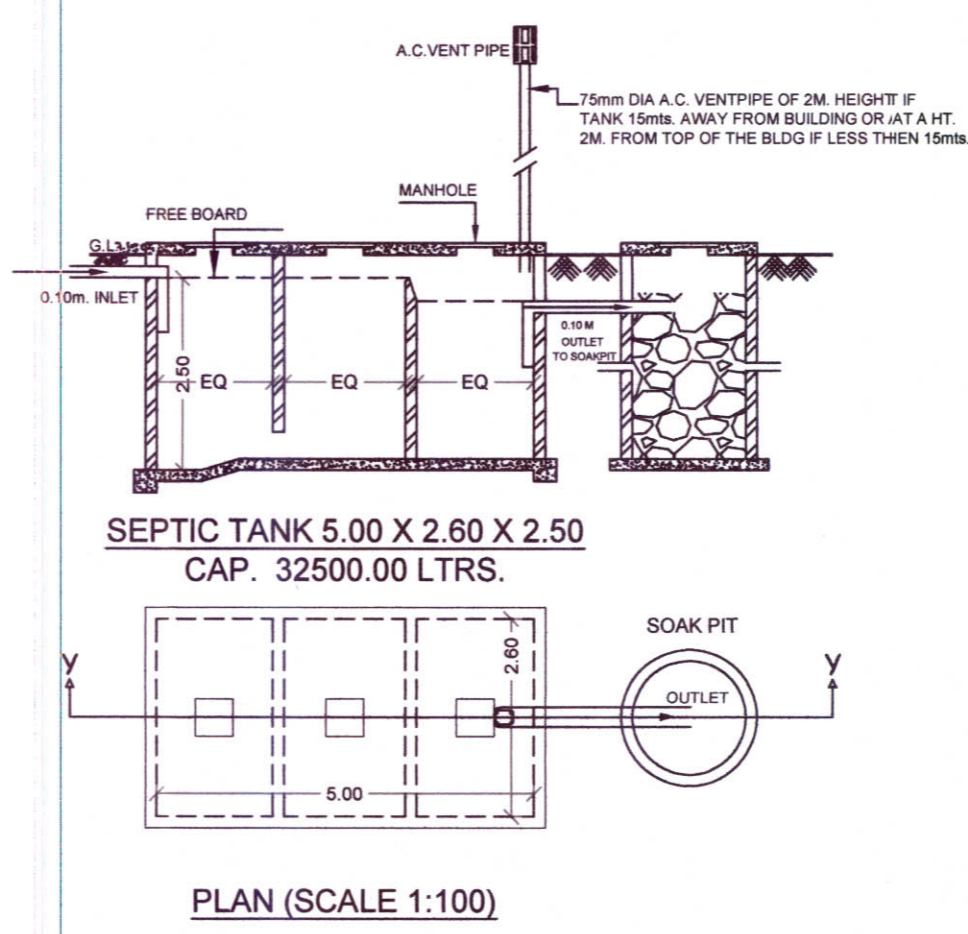 A.C.VENT PIPE
75mm DIA A.C. VENTPIPE OF 2M. HEIGHT IF
TANK 15mts. AWAY FROM BUILDING OR AT A HT.
2M. FROM TOP OF THE BLDG IF LESS THEN 15mts.
MANHOLE
FREE BOARD
G.L.
0.10m. INLET
2.50
EQ
EQ
EQ
0.10 M
OUTLET
TO SOAKPIT
SEPTIC TANK 5.00 X 2.60 X 2.50
CAP. 32500.00 LTRS.
SOAK PIT
y
2.60
OUTLET
y
5.00
PLAN (SCALE 1:100)